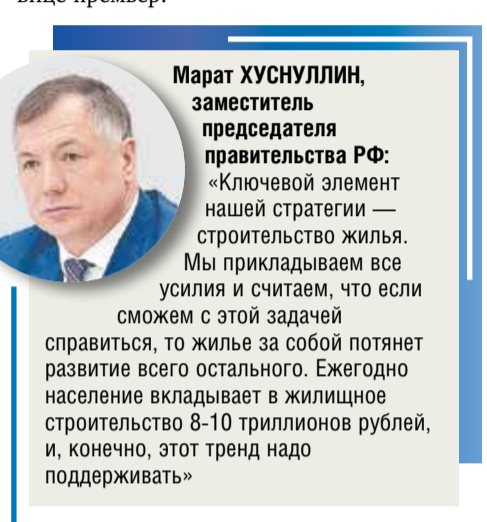 вице-премьер.
Марат ХУСНУЛЛИН,
заместитель
председателя
правительства РФ:
«Ключевой элемент
нашей стратегии —
строительство жилья.
Мы прикладываем все
усилия и считаем, что если
сможем с этой задачей
справиться, то жилье за собой потянет
развитие всего остального. Ежегодно
население вкладывает в жилищное
строительство 8-10 триллионов рублей,
и, конечно, этот тренд надо
поддерживать»